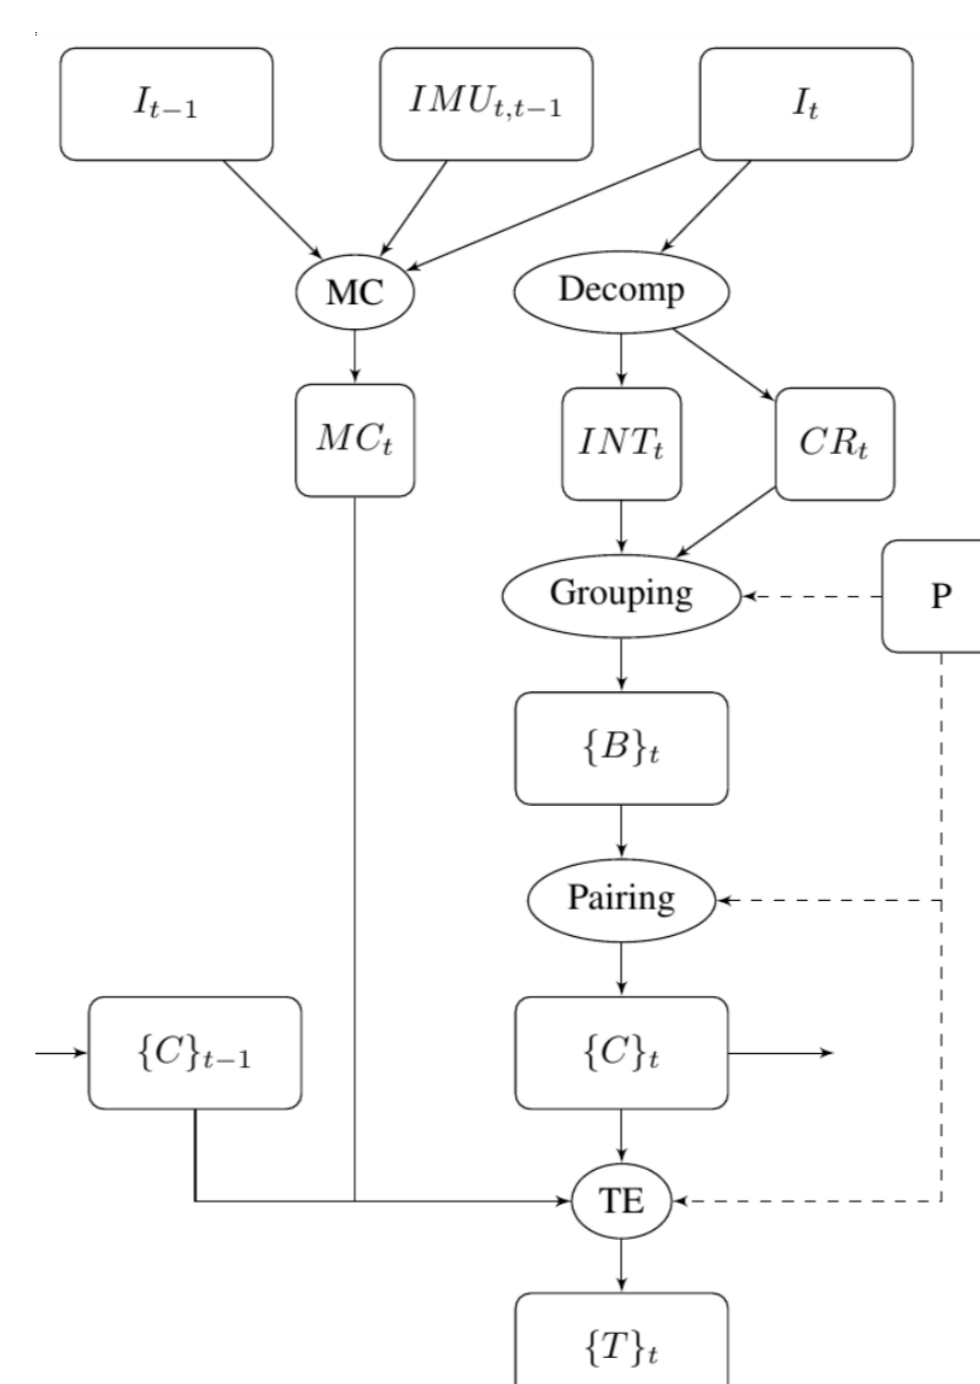 I_{t-1} IMU_{t,t-1} I_t
MC Decomp
MC_t INT_t CR_t
Grouping P
{B}_t
Pairing
{C}_{t-1} {C}_t
TE
{T}_t